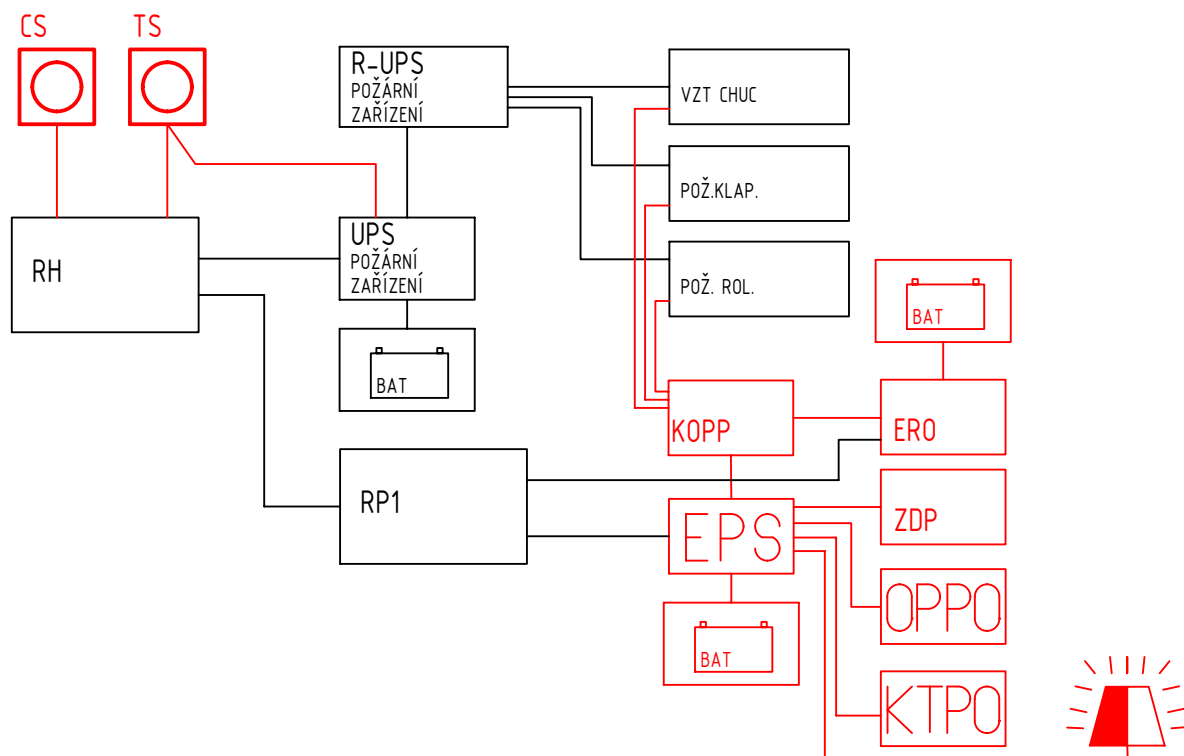 CS
TS
R-UPS
POŽÁRNÍ
ZAŘÍZENÍ
VZT CHUC
POŽ.KLAP.
UPS
POŽÁRNÍ
ZAŘÍZENÍ
RH
POŽ. ROL.
BAT
BAT
KOPP
ERO
RP1
EPS
ZDP
OPPO
BAT
KTPO